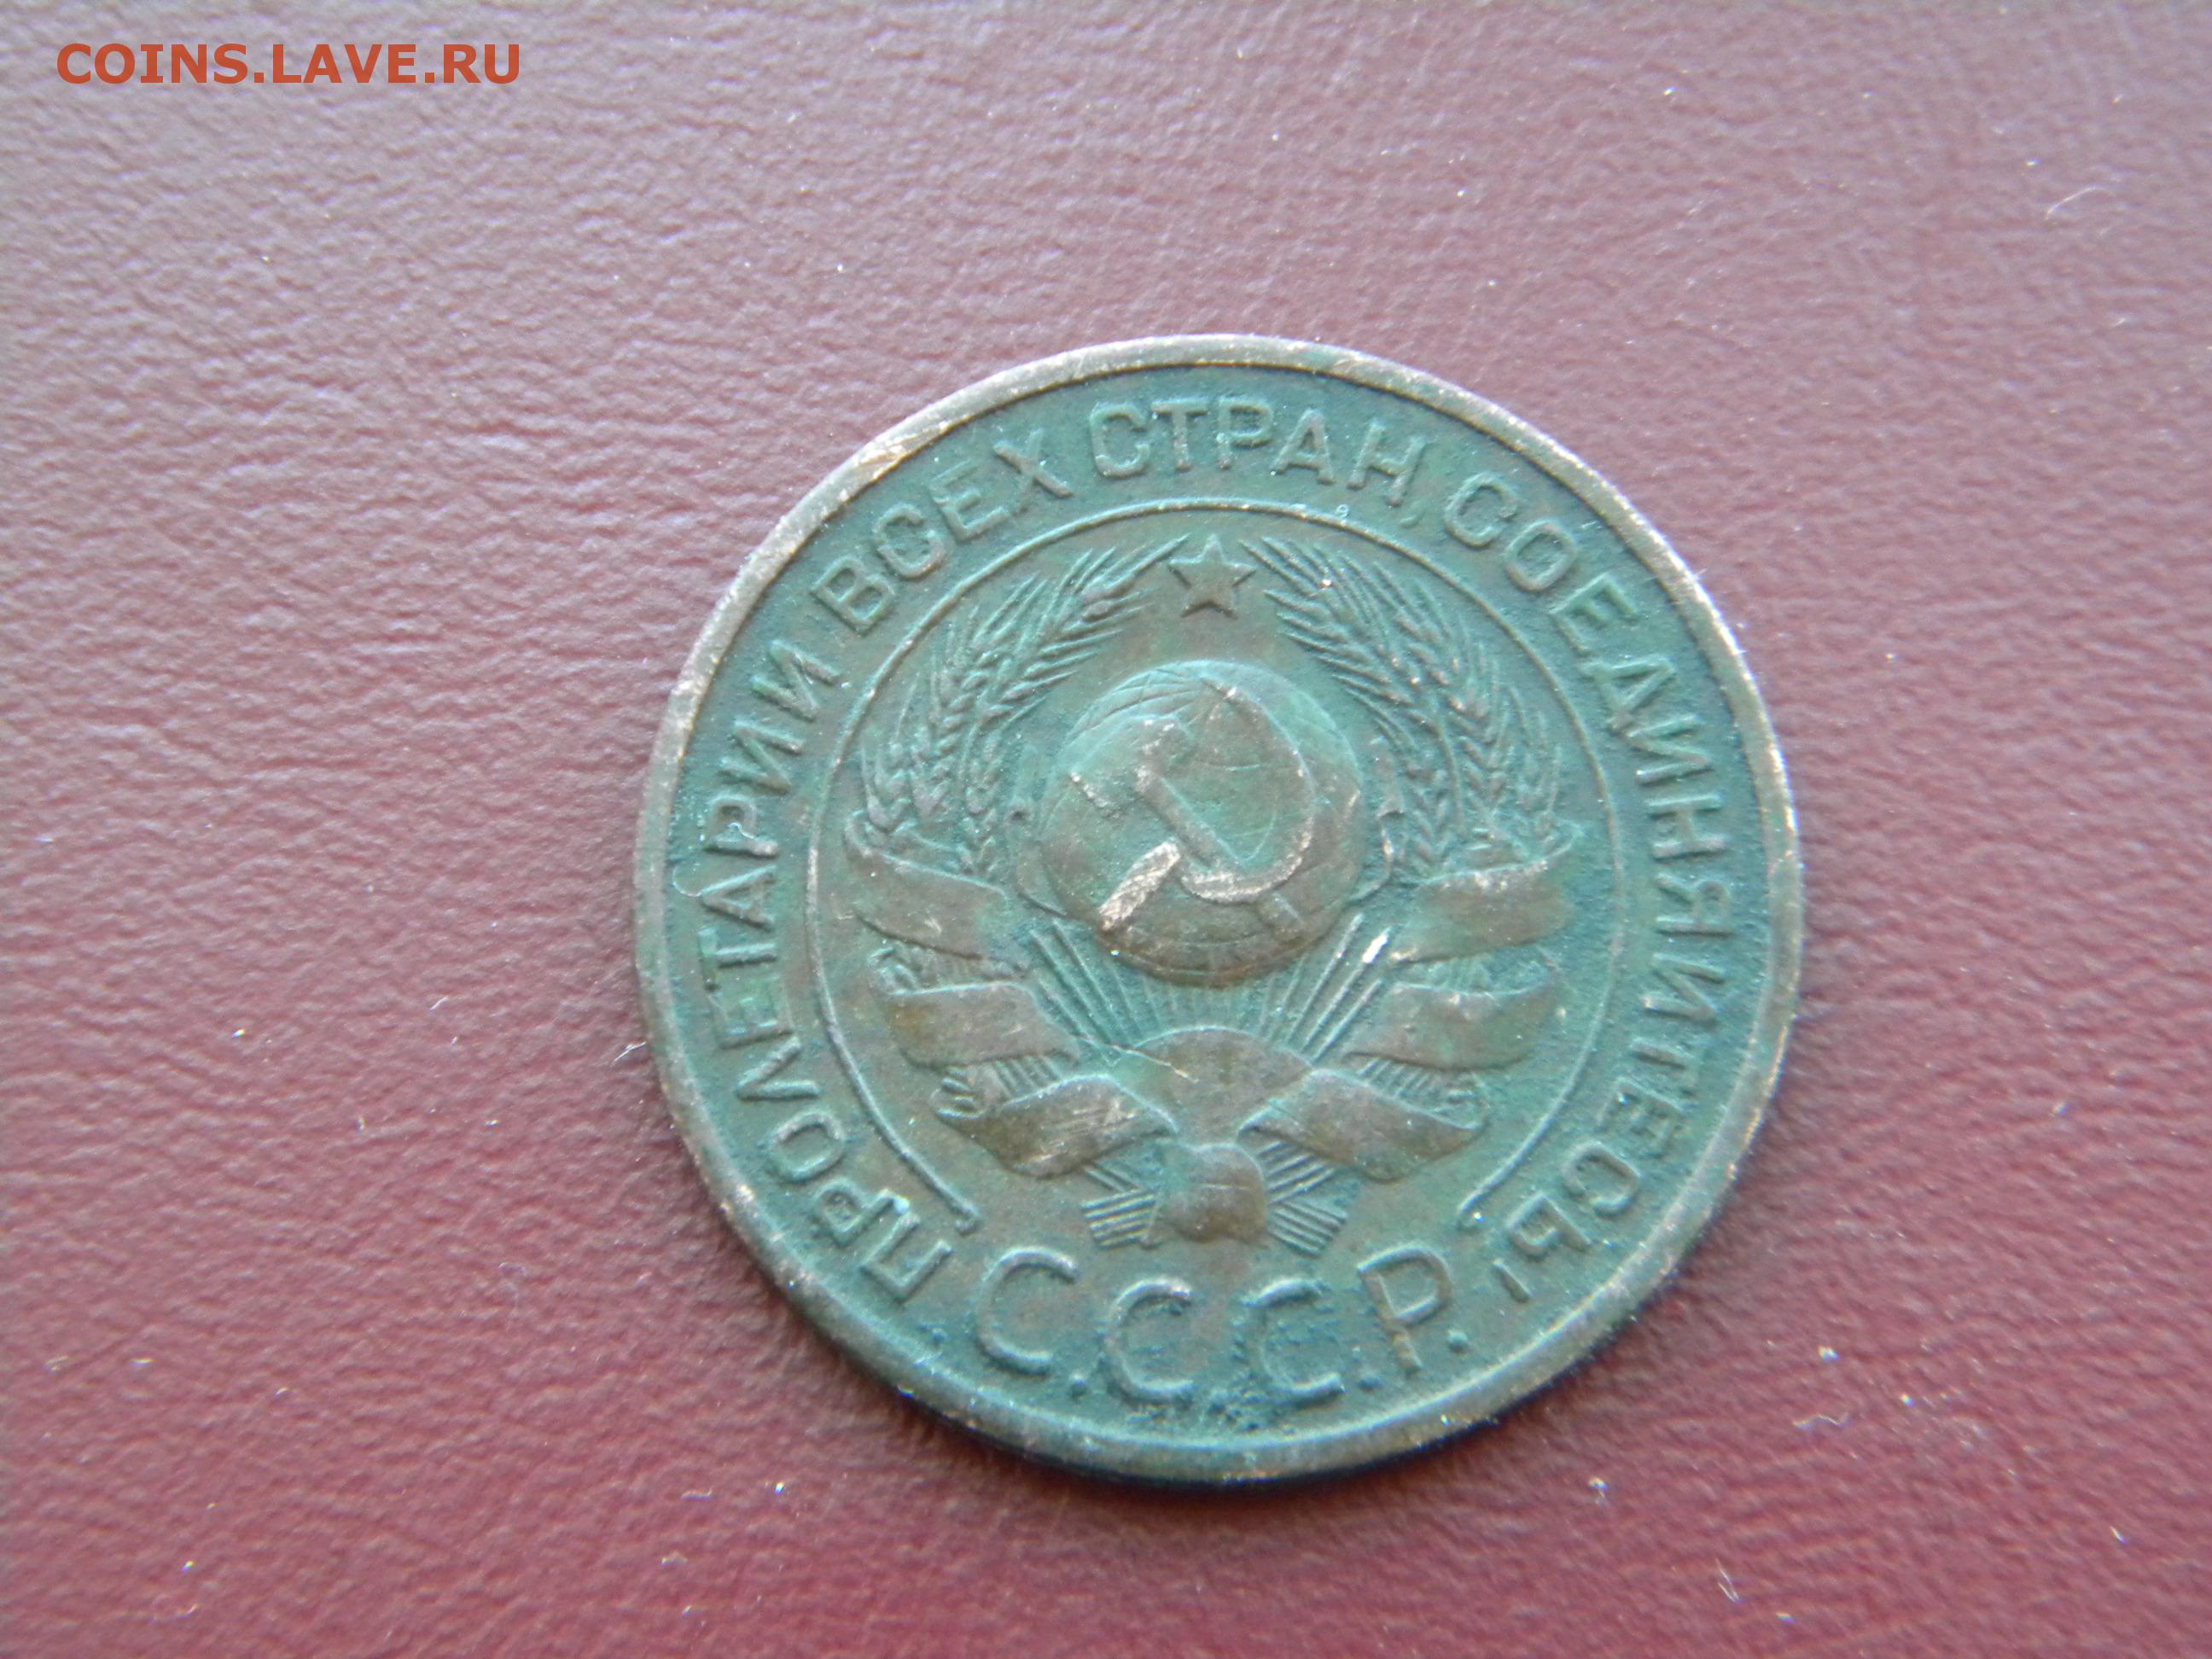 COINS.LAVE.RU
ПРОЛЕТАРИИ ВСЕХ СТРАН, СОЕДИНЯЙТЕСЬ!
С.С.С.Р.